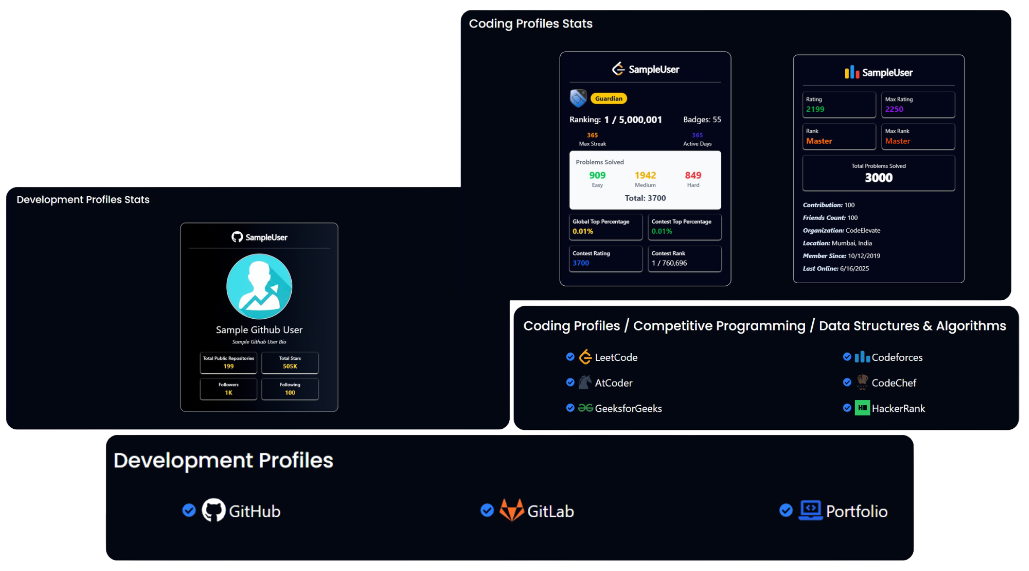 Coding Profiles Stats
SampleUser
Guardian
Ranking: 1 / 5,000,001 Badges: 55
365 365
Max Streak Active Days
Problems Solved
909 1942 849
Easy Medium Hard
Total: 3700
Global Top Percentage Contest Top Percentage
0.01% 0.01%
Contest Rating Contest Rank
3700 1 / 760,696
SampleUser
Rating Max Rating
2199 2250
Rank Max Rank
Master Master
Total Problems Solved
3000
Contribution: 100
Friends Count: 100
Organization: CodeElevate
Location: Mumbai, India
Member Since: 10/12/2019
Last Online: 6/16/2025
Development Profiles Stats
SampleUser
Sample Github User
Sample Github User Bio
Total Public Repositories Total Stars
199 505K
Followers Following
1K 100
Coding Profiles / Competitive Programming / Data Structures & Algorithms
LeetCode Codeforces
AtCoder CodeChef
GeeksforGeeks HackerRank
Development Profiles
GitHub GitLab Portfolio